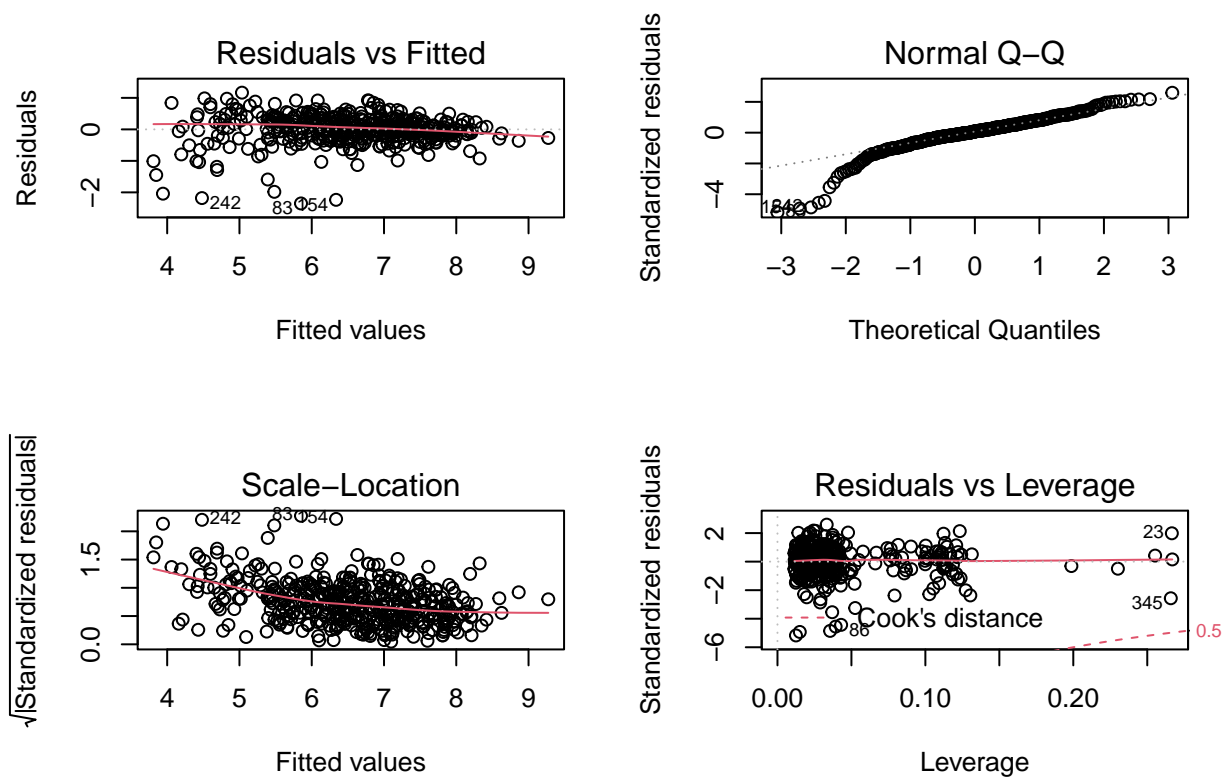 Residuals vs Fitted
Residuals
0
−2
242
83
154
4 5 6 7 8 9
Fitted values
Normal Q−Q
Standardized residuals
0
−4
−3 −2 −1 0 1 2 3
Theoretical Quantiles
Scale−Location
√|Standardized residuals|
1.5
0.0
242
83
154
4 5 6 7 8 9
Fitted values
Residuals vs Leverage
Standardized residuals
2
−2
−6
23
345
86
Cook's distance
0.5
0.00 0.10 0.20
Leverage